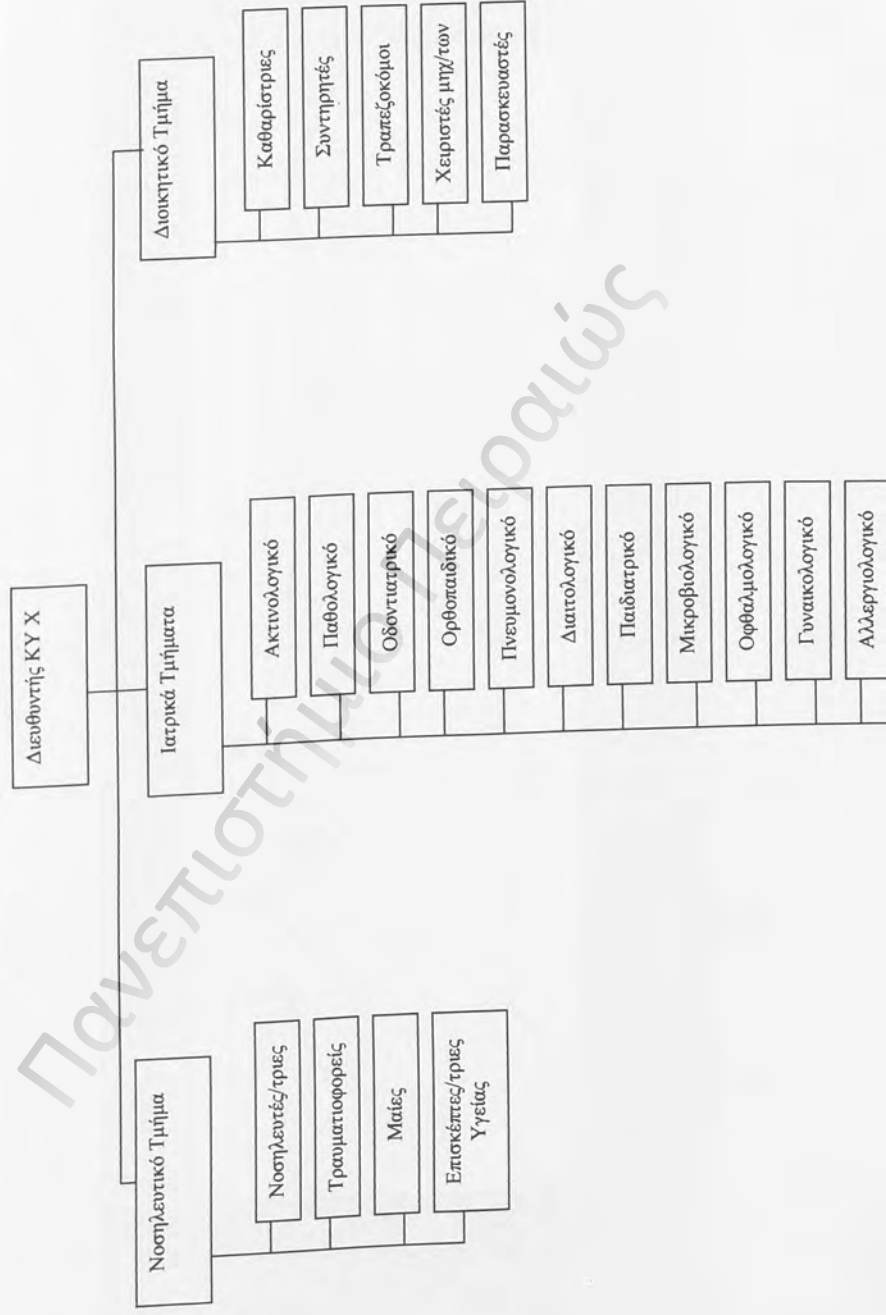 Διευθυντής ΚΥ Χ
Νοσηλευτικό Τμήμα
Νοσηλευτές/τριες
Τραυματιοφορείς
Μαίες
Επισκέπτες/τριες
Υγείας
Ιατρικά Τμήματα
Ακτινολογικό
Παθολογικό
Οδοντιατρικό
Ορθοπαιδικό
Πνευμονολογικό
Διαιτολογικό
Παιδιατρικό
Μικροβιολογικό
Οφθαλμολογικό
Γυναικολογικό
Αλλεργιολογικό
Διοικητικό Τμήμα
Καθαρίστριες
Συντηρητές
Τραπεζοκόμοι
Χειριστές μηχ/των
Παρασκευαστές
Πανεπιστήμιο Πειραιώς